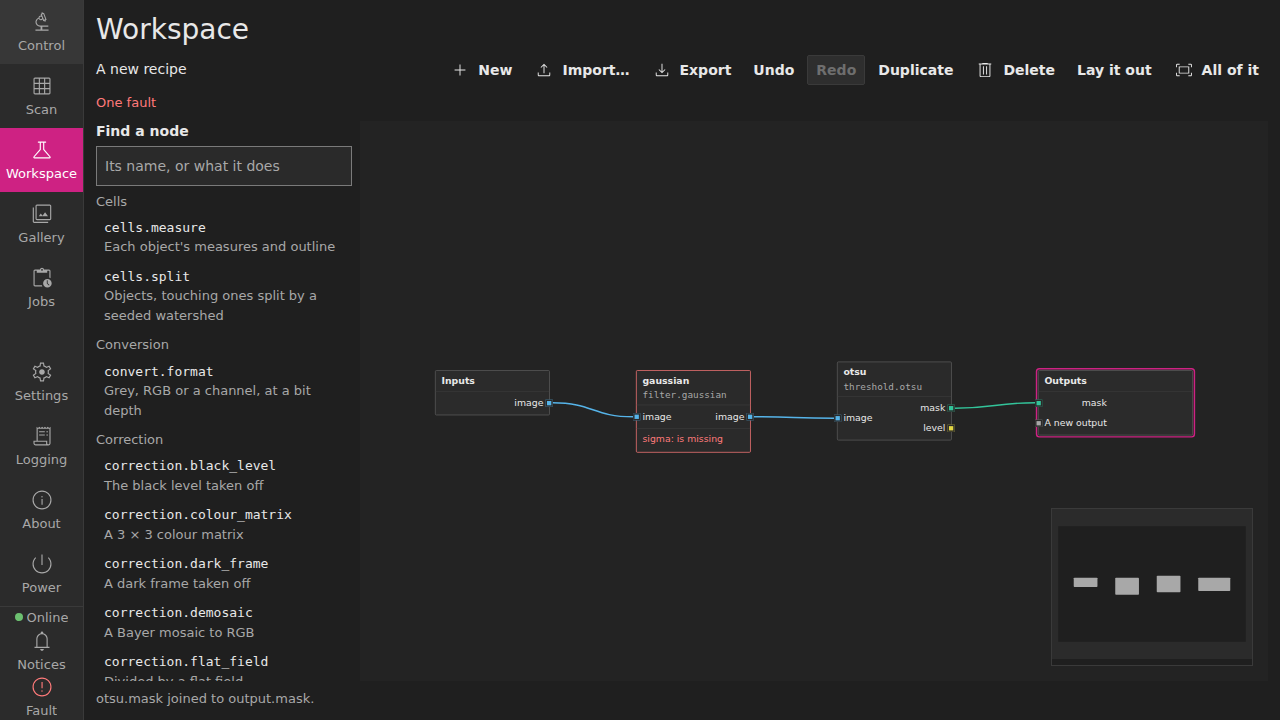 Control
Scan
Workspace
Gallery
Jobs
Settings
Logging
About
Power
Online
Notices
Fault
Workspace
A new recipe
New
Import…
Export
Undo
Redo
Duplicate
Delete
Lay it out
All of it
One fault
Find a node
Its name, or what it does
Cells
cells.measure
Each object's measures and outline
cells.split
Objects, touching ones split by a
seeded watershed
Conversion
convert.format
Grey, RGB or a channel, at a bit
depth
Correction
correction.black_level
The black level taken off
correction.colour_matrix
A 3 × 3 colour matrix
correction.dark_frame
A dark frame taken off
correction.demosaic
A Bayer mosaic to RGB
correction.flat_field
Divided by a flat field
otsu.mask joined to output.mask.
Inputs
image
gaussian
filter.gaussian
image image
sigma: is missing
otsu
threshold.otsu
mask
image
level
Outputs
mask
A new output